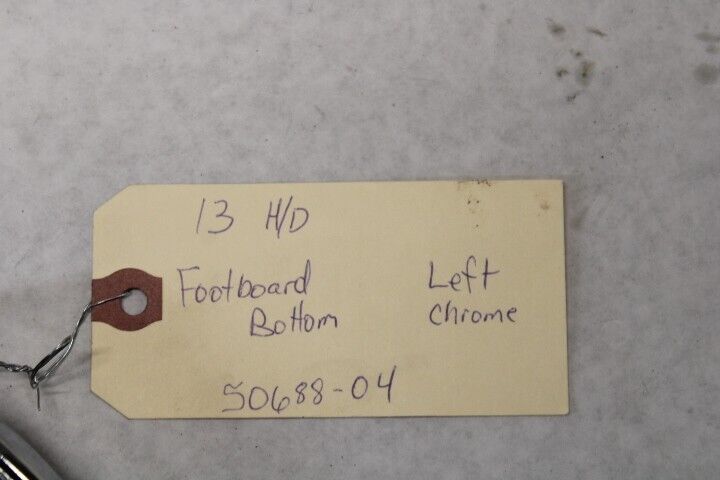 13 H/D
Footboard Left
Bottom Chrome
50688-04